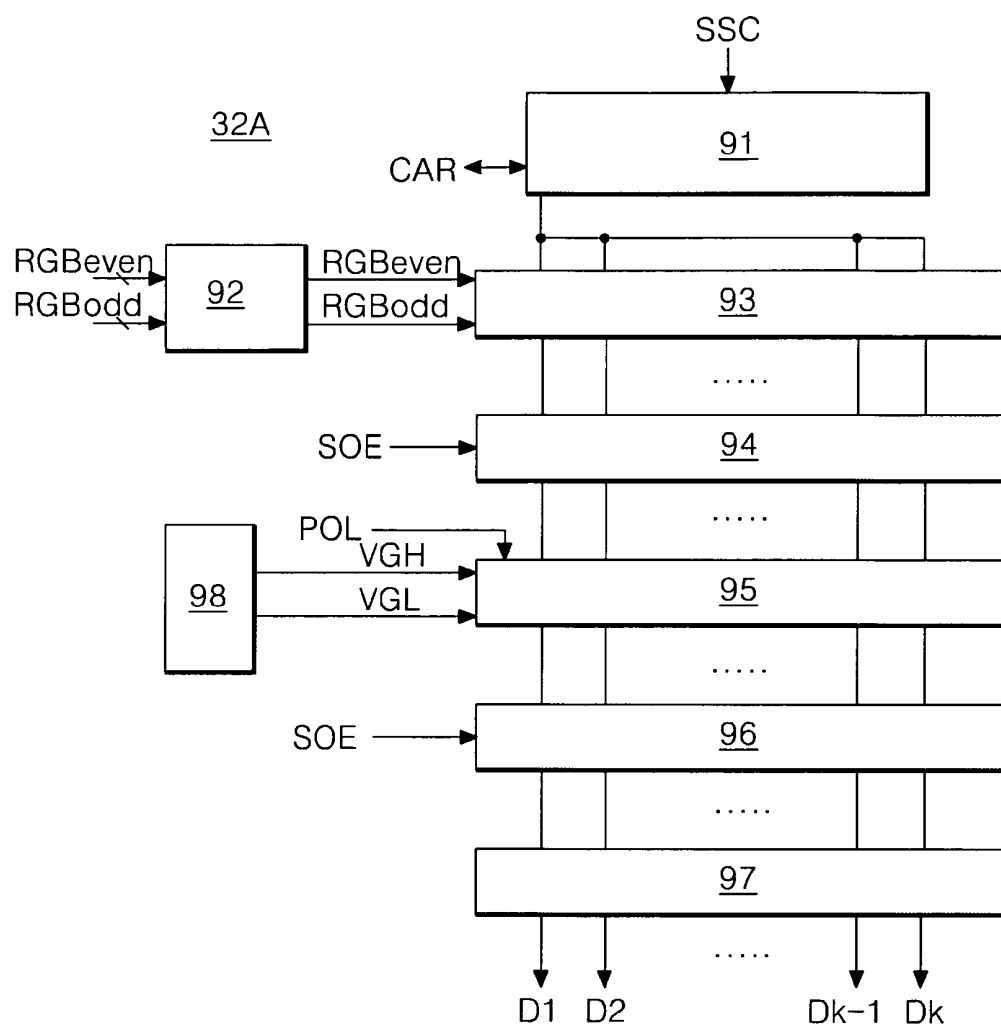 SSC
32A
91
CAR
RGBeven
RGBodd
92
RGBeven
RGBodd
93
.....
SOE
94
.....
POL
VGH
VGL
98
95
.....
SOE
96
.....
97
.....
D1 D2 Dk-1 Dk